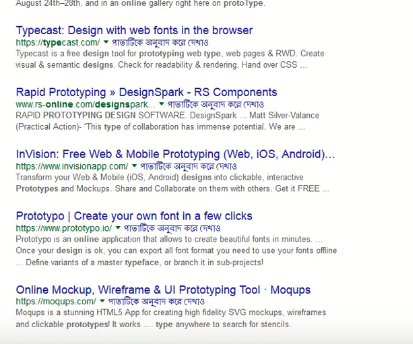 August 24th–28th, and in an online gallery right here on protoType.
Typecast: Design with web fonts in the browser
https://typecast.com/ ▾ পাতাটিকে অনুবাদ করে দেখাও
Typecast is a free design tool for prototyping web type, web pages & RWD. Create
visual & semantic designs. Check for readability & rendering. Hand over CSS ...
Rapid Prototyping » DesignSpark - RS Components
www.rs-online.com/designspark... ▾ পাতাটিকে অনুবাদ করে দেখাও
RAPID PROTOTYPING DESIGN SOFTWARE. DesignSpark ... Matt Silver-Valance
(Practical Action)- "This type of collaboration has immense potential. We are ...
InVision: Free Web & Mobile Prototyping (Web, iOS, Android)...
https://www.invisionapp.com/ ▾ পাতাটিকে অনুবাদ করে দেখাও
Transform your Web & Mobile (iOS, Android) designs into clickable, interactive
Prototypes and Mockups. Share and Collaborate on them with others. Get it FREE ...
Prototypo | Create your own font in a few clicks
https://www.prototypo.io/ ▾ পাতাটিকে অনুবাদ করে দেখাও
Prototypo is an online application that allows to create beautiful fonts in minutes. ...
Once your design is ok, you can export all font format you need to use your fonts offline
... Define variants of a master typeface, or branch it in sub-projects!
Online Mockup, Wireframe & UI Prototyping Tool · Moqups
https://moqups.com/ ▾ পাতাটিকে অনুবাদ করে দেখাও
Moqups is a stunning HTML5 App for creating high fidelity SVG mockups, wireframes
and clickable prototypes! It works .... type anywhere to search for stencils.